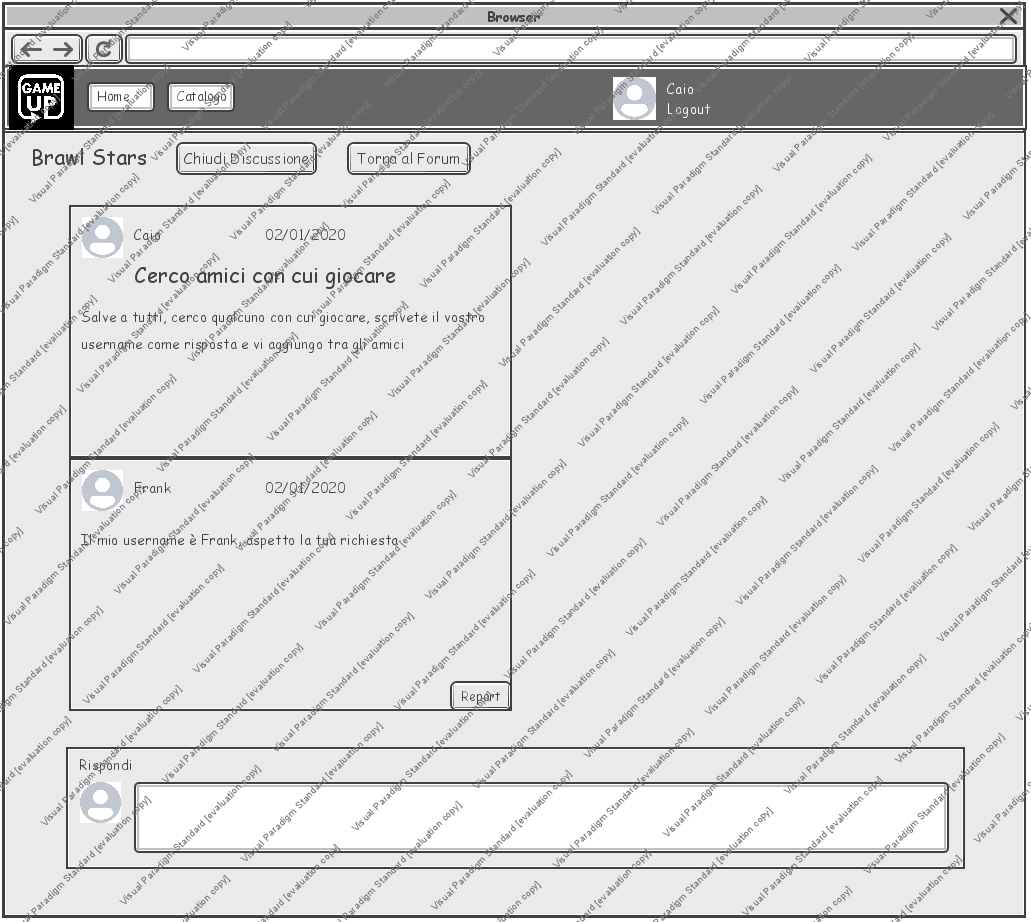 Browser
GAME
UP
Home
Catalogo
Caio
Logout
Brawl Stars
Chiudi Discussione
Torna al Forum
Caio
02/01/2020
Cerco amici con cui giocare
Salve a tutti, cerco qualcuno con cui giocare, scrivete il vostro
username come risposta e vi aggiungo tra gli amici
Frank
02/01/2020
Il mio username è Frank, aspetto la tua richiesta
Report
Rispondi
Visual Paradigm Standard [evaluation copy]